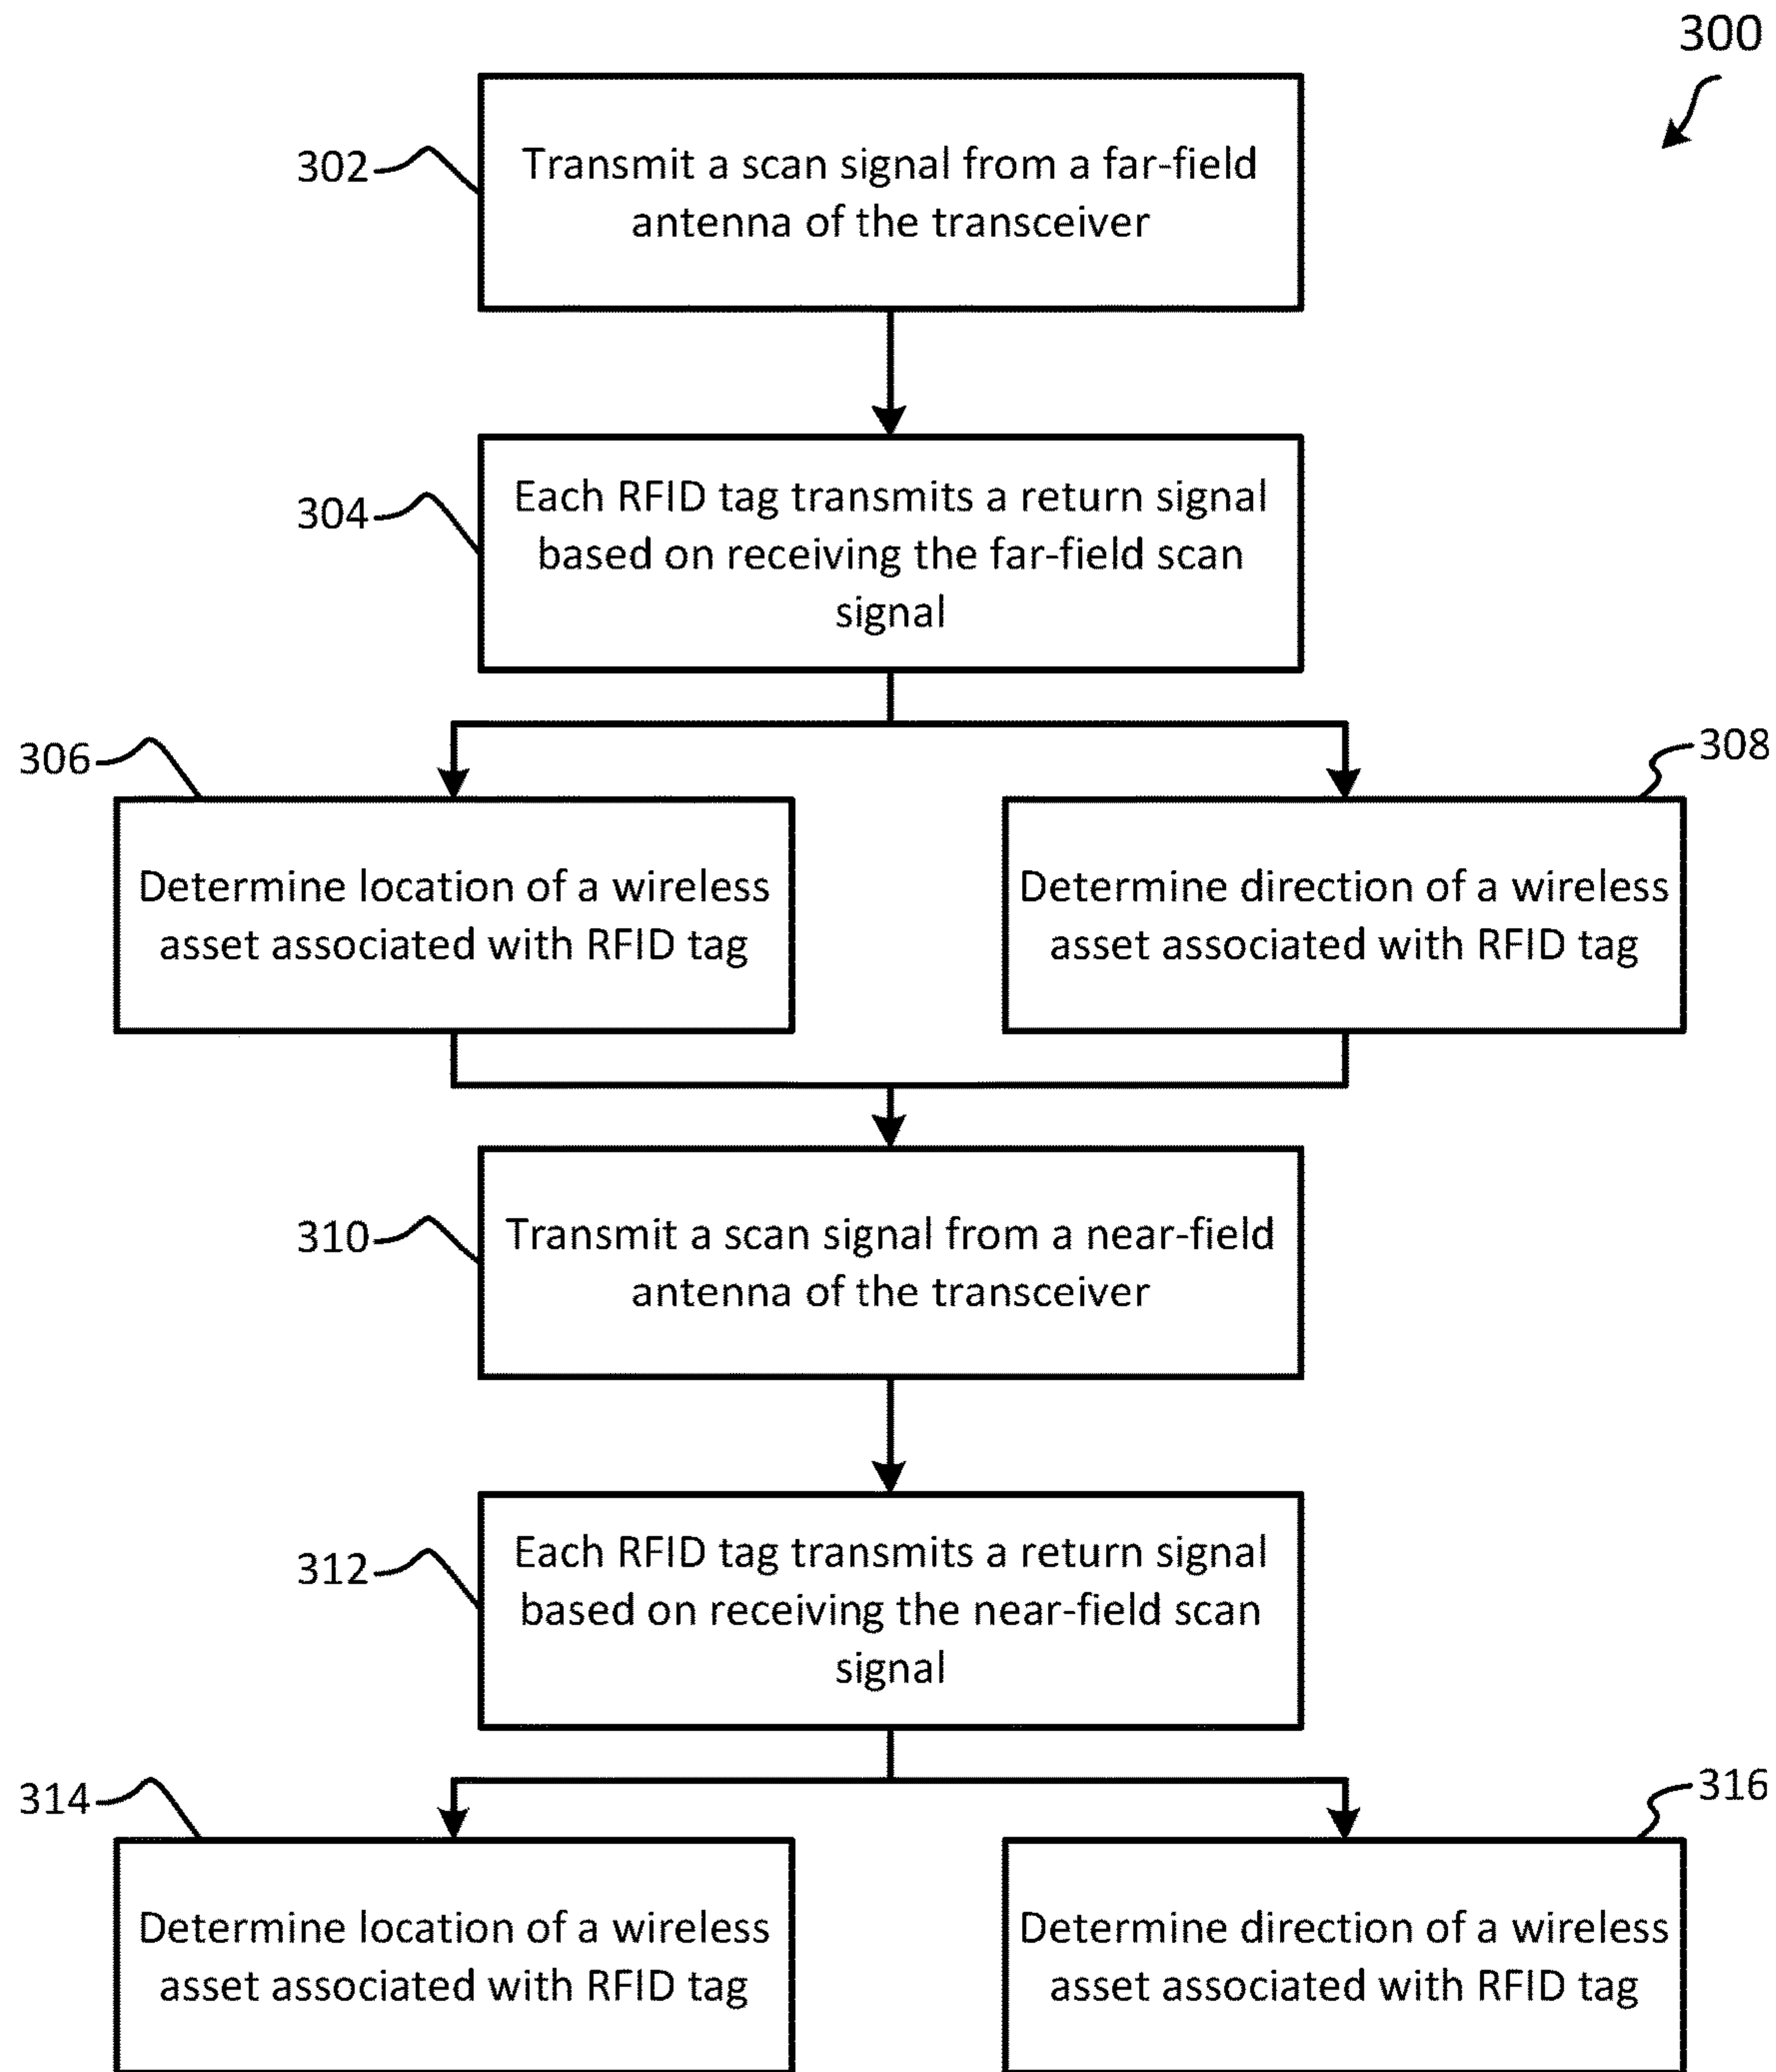 300
302
Transmit a scan signal from a far-field
antenna of the transceiver
304
Each RFID tag transmits a return signal
based on receiving the far-field scan
signal
306
308
Determine location of a wireless
asset associated with RFID tag
Determine direction of a wireless
asset associated with RFID tag
310
Transmit a scan signal from a near-field
antenna of the transceiver
312
Each RFID tag transmits a return signal
based on receiving the near-field scan
signal
314
316
Determine location of a wireless
asset associated with RFID tag
Determine direction of a wireless
asset associated with RFID tag